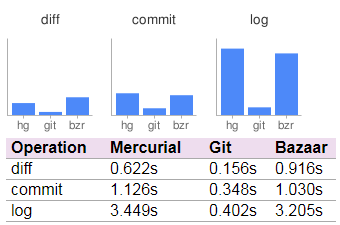 diff commit log
hg git bzr hg git bzr hg git bzr
Operation Mercurial Git Bazaar
diff 0.622s 0.156s 0.916s
commit 1.126s 0.348s 1.030s
log 3.449s 0.402s 3.205s